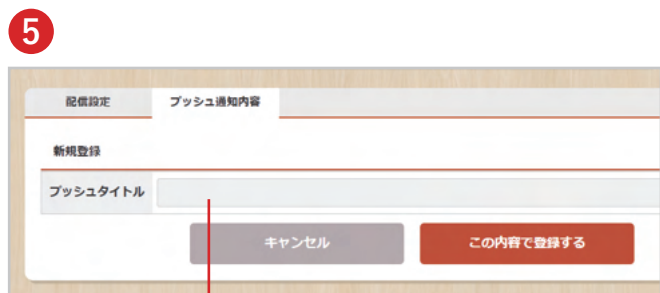 5
配信設定 プッシュ通知内容
新規登録
プッシュタイトル
キャンセル この内容で登録する